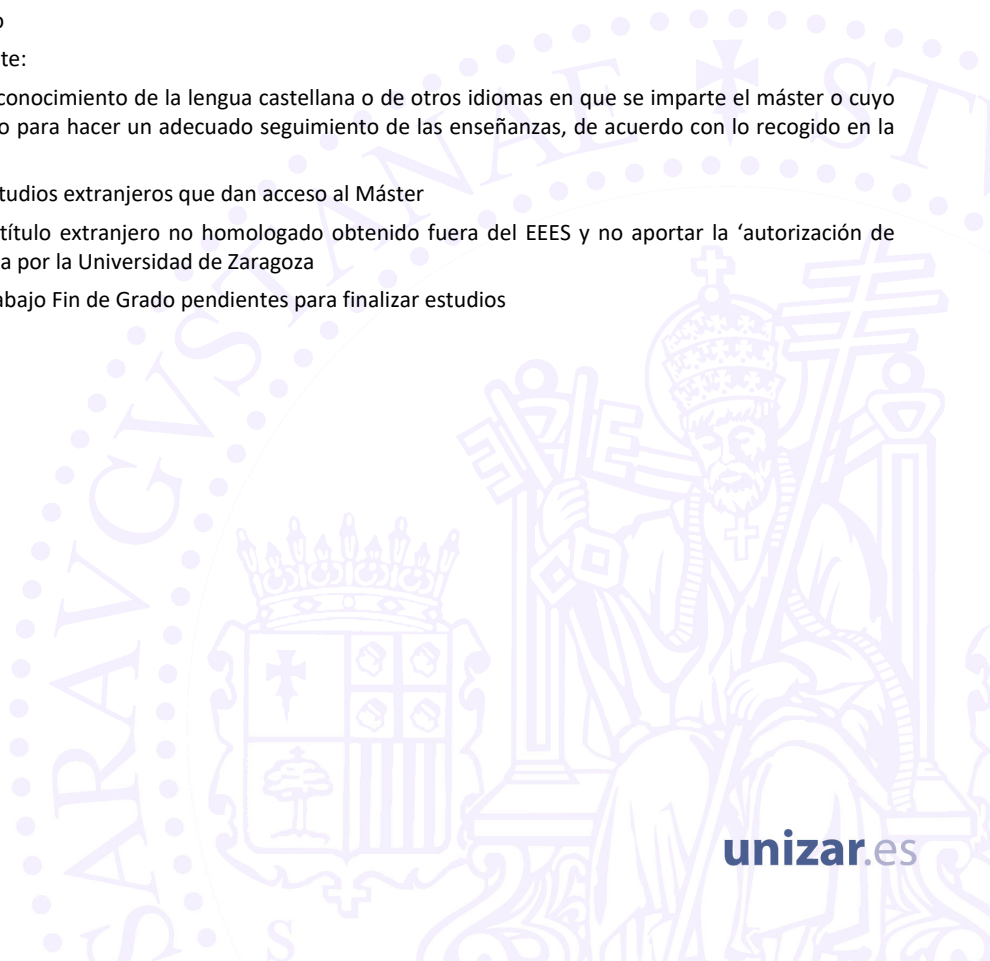 o
te:
conocimiento de la lengua castellana o de otros idiomas en que se imparte el máster o cuyo
o para hacer un adecuado seguimiento de las enseñanzas, de acuerdo con lo recogido en la
tudios extranjeros que dan acceso al Máster
título extranjero no homologado obtenido fuera del EEES y no aportar la ‘autorización de
a por la Universidad de Zaragoza
abajo Fin de Grado pendientes para finalizar estudios
SARAVGVSTANAE ST
S
unizar.es